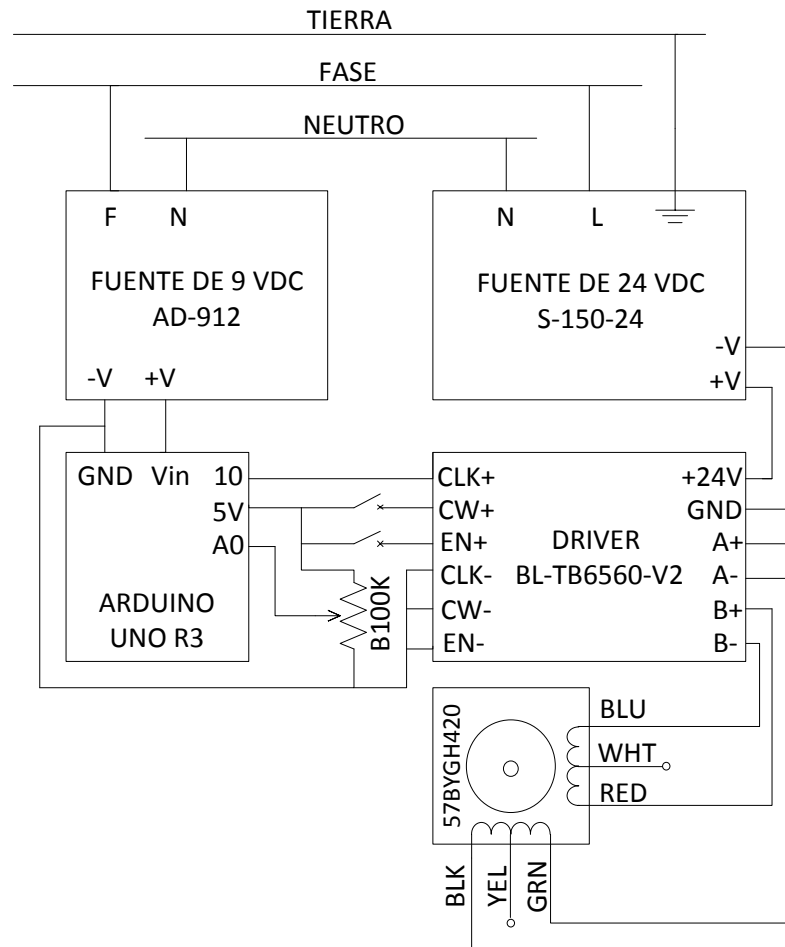 TIERRA
FASE
NEUTRO
F N
FUENTE DE 9 VDC
AD-912
-V +V
N L
FUENTE DE 24 VDC
S-150-24
-V
+V
GND Vin 10
5V
A0
ARDUINO
UNO R3
B100K
CLK+
CW+
EN+
CLK-
CW-
EN-
DRIVER
BL-TB6560-V2
+24V
GND
A+
A-
B+
B-
57BYGH420
BLU
WHT
RED
BLK
YEL
GRN